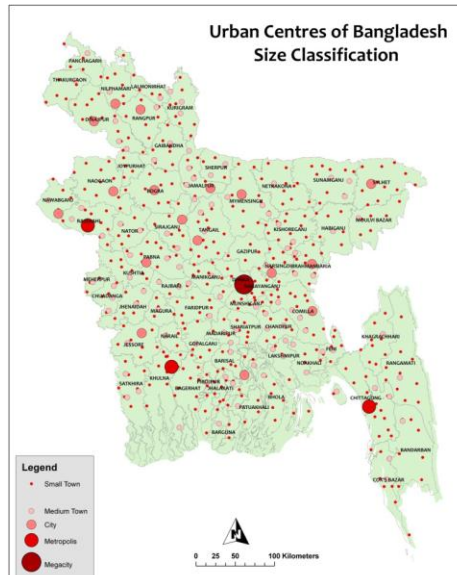 Urban Centres of Bangladesh
Size Classification
PANCHAGARH
THAKURGAON
NILPHAMARI
LALMONIRHAT
KURIGRAM
DINAJPUR
RANGPUR
GAIBANDHA
JOYPURHAT
SHERPUR
NAOGAON
BOGRA
JAMALPUR
NETRAKONA
SUNAMGANJ
SYLHET
MYMENSINGH
NAWABGANJ
RAJSHAHI
NATOR
SIRAJGANJ
TANGAIL
KISHOREGANJ
HABIGANJ
MOULVI BAZAR
GAZIPUR
PABNA
NARSINGDI
BRAHMANBARIA
KUSHTIA
MANIKGANJ
MEHERPUR
RAJBARI
NARAYANGANJ
CHUADANGA
MUNSHIGANJ
JHENAIDAH
FARIDPUR
COMILLA
MAGURA
MADARIPUR
SHARIATPUR
CHANDPUR
KHAGRACHHARI
NARAIL
GOPALGANJ
FENI
JESSORE
LAKSHMIPUR
RANGAMATI
BARISAL
NOAKHALI
KHULNA
SATKHIRA
BAGERHAT
PIROJPUR
JHALAKATI
BHOLA
CHITTAGONG
PATUAKHALI
BARGONA
BANDARBAN
COX'S BAZAR
Legend
Small Town
Medium Town
City
Metropolis
Megacity
N
0 25 50 100 Kilometers